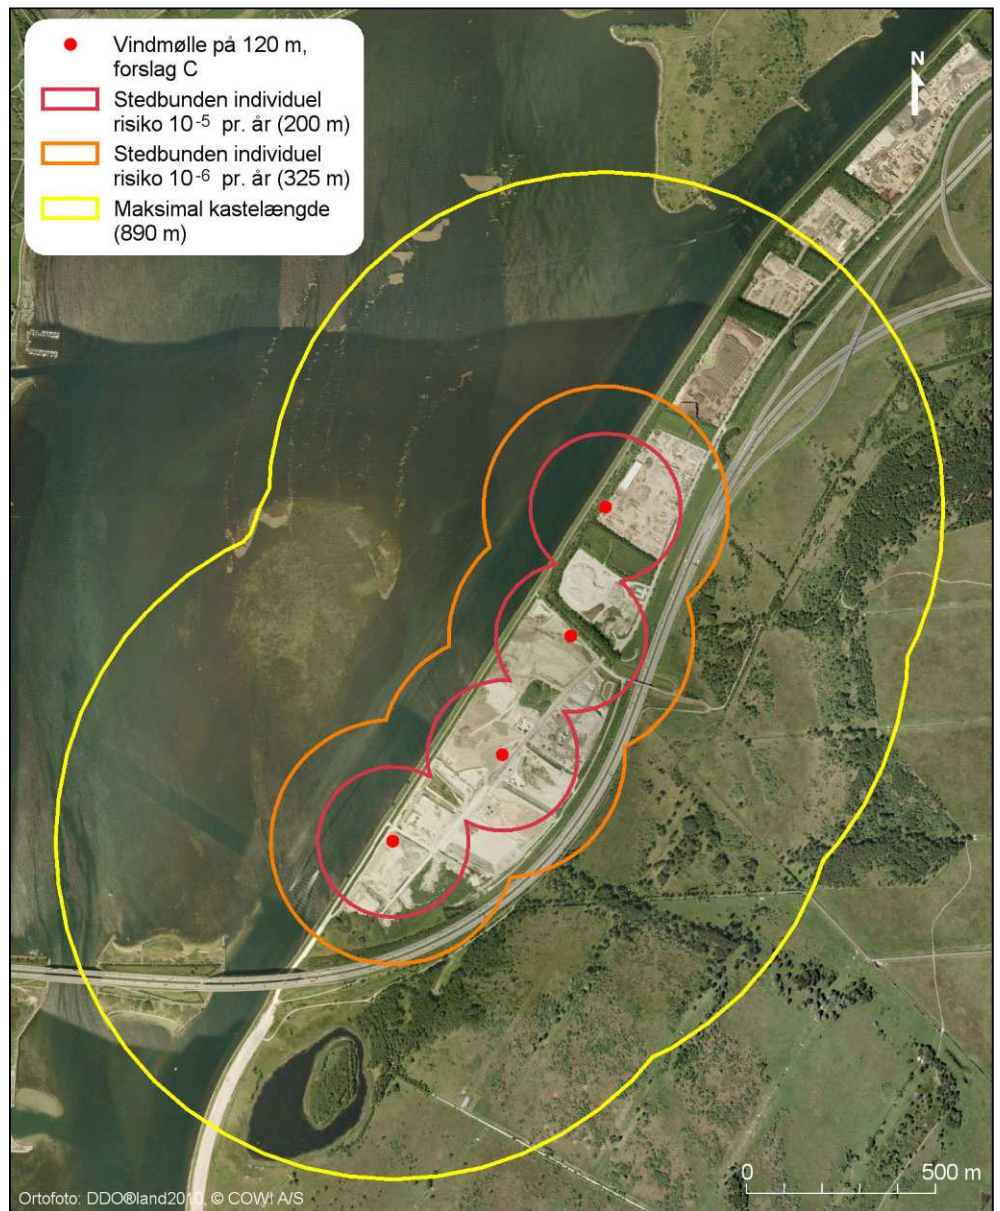 Vindmølle på 120 m,
forslag C
Stedbunden individuel
risiko 10⁻⁵ pr. år (200 m)
Stedbunden individuel
risiko 10⁻⁶ pr. år (325 m)
Maksimal kastelængde
(890 m)
N
0 500 m
Ortofoto: DDO®land2010, © COWI A/S